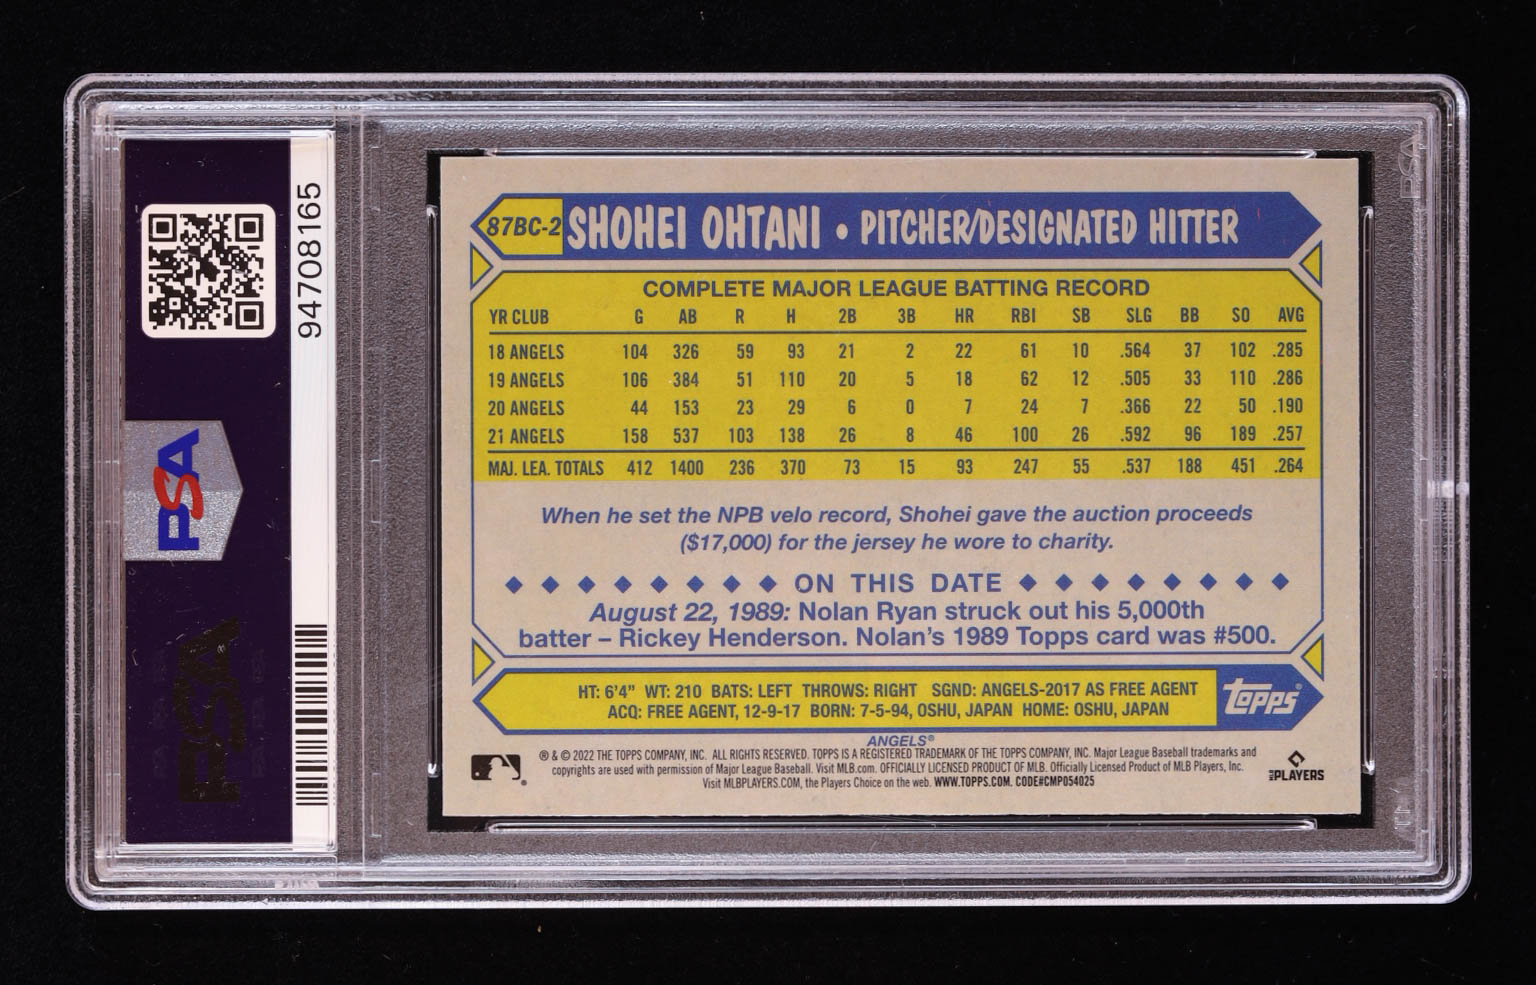 94708165
PSA
PSA
87BC-2 SHOHEI OHTANI • PITCHER/DESIGNATED HITTER
COMPLETE MAJOR LEAGUE BATTING RECORD
YR CLUB G AB R H 2B 3B HR RBI SB SLG BB SO AVG
18 ANGELS 104 326 59 93 21 2 22 61 10 .564 37 102 .285
19 ANGELS 106 384 51 110 20 5 18 62 12 .505 33 110 .286
20 ANGELS 44 153 23 29 6 0 7 24 7 .366 22 50 .190
21 ANGELS 158 537 103 138 26 8 46 100 26 .592 96 189 .257
MAJ. LEA. TOTALS 412 1400 236 370 73 15 93 247 55 .537 188 451 .264
When he set the NPB velo record, Shohei gave the auction proceeds
($17,000) for the jersey he wore to charity.
ON THIS DATE
August 22, 1989: Nolan Ryan struck out his 5,000th
batter – Rickey Henderson. Nolan's 1989 Topps card was #500.
HT: 6'4" WT: 210 BATS: LEFT THROWS: RIGHT SGND: ANGELS-2017 AS FREE AGENT
ACQ: FREE AGENT, 12-9-17 BORN: 7-5-94, OSHU, JAPAN HOME: OSHU, JAPAN
Topps®
ANGELS®
® & © 2022 THE TOPPS COMPANY, INC. ALL RIGHTS RESERVED. TOPPS IS A REGISTERED TRADEMARK OF THE TOPPS COMPANY, INC. Major League Baseball trademarks and
copyrights are used with permission of Major League Baseball. Visit MLB.com. OFFICIALLY LICENSED PRODUCT OF MLB. Officially Licensed Product of MLB Players, Inc.
Visit MLBPLAYERS.COM, the Players Choice on the web. WWW.TOPPS.COM. CODE#CMP054025
MLB PLAYERS
PSA